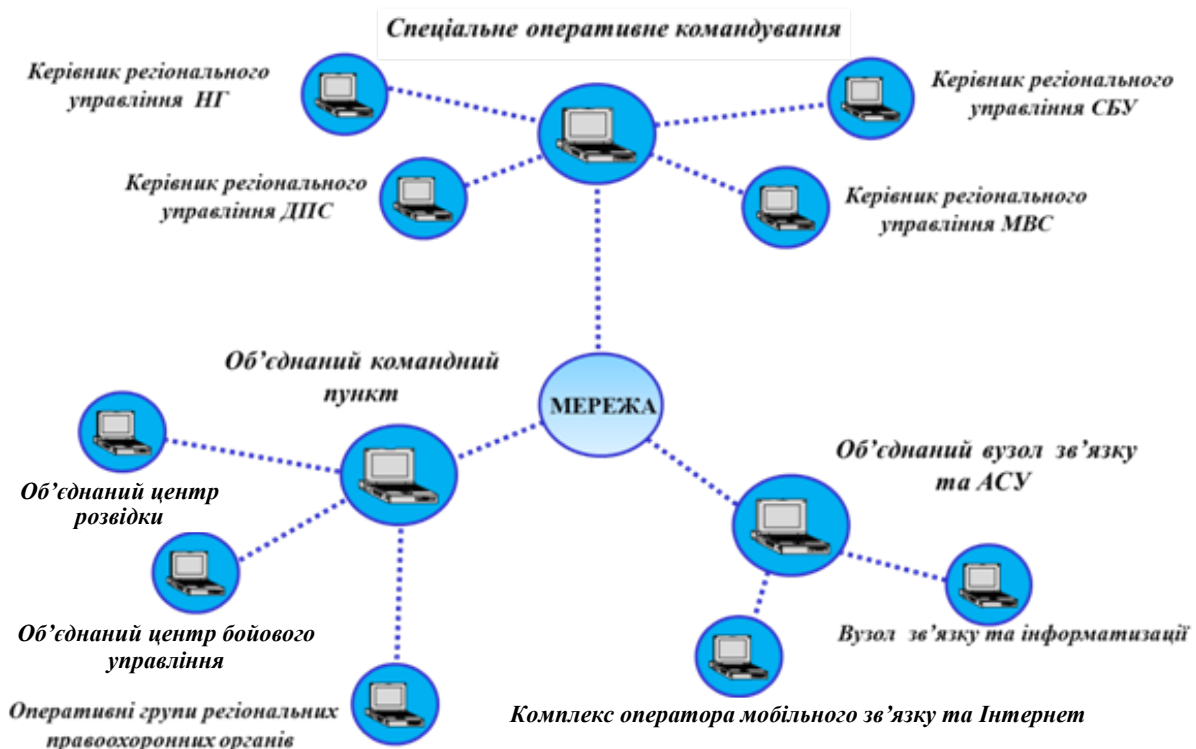 Спеціальне оперативне командування
Керівник регіонального
управління НГ
Керівник регіонального
управління СБУ
Керівник регіонального
управління ДПС
Керівник регіонального
управління МВС
Об’єднаний командний
пункт
МЕРЕЖА
Об’єднаний вузол зв’язку
та АСУ
Об’єднаний центр
розвідки
Об’єднаний центр бойового
управління
Вузол зв’язку та інформатизації
Оперативні групи регіональних
правоохоронних органів
Комплекс оператора мобільного зв’язку та Інтернет